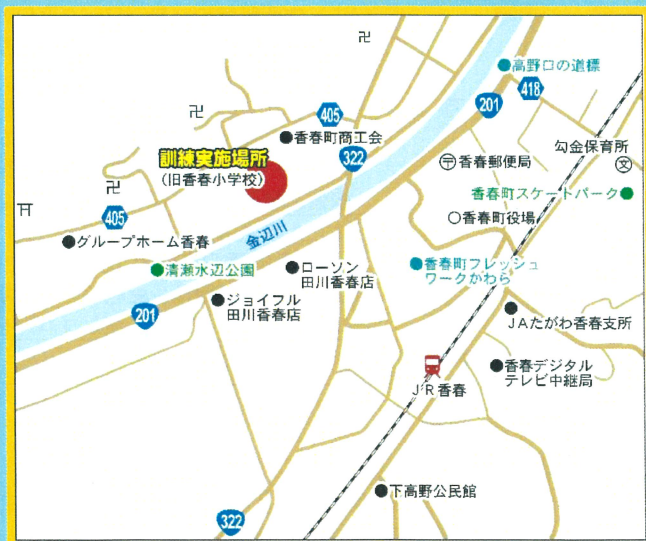 卍
高野口の道標
418
201
卍
405
香春町商工会
322
訓練実施場所
(旧香春小学校)
勾金保育所
文
〒香春郵便局
卍
香春町スケートパーク
405
香春町役場
グループホーム香春
金辺川
清瀬水辺公園
ローソン
田川香春店
香春町フレッシュ
ワークかわら
ジョイフル
田川香春店
201
JAたがわ香春支所
JR香春
香春デジタル
テレビ中継局
下高野公民館
322